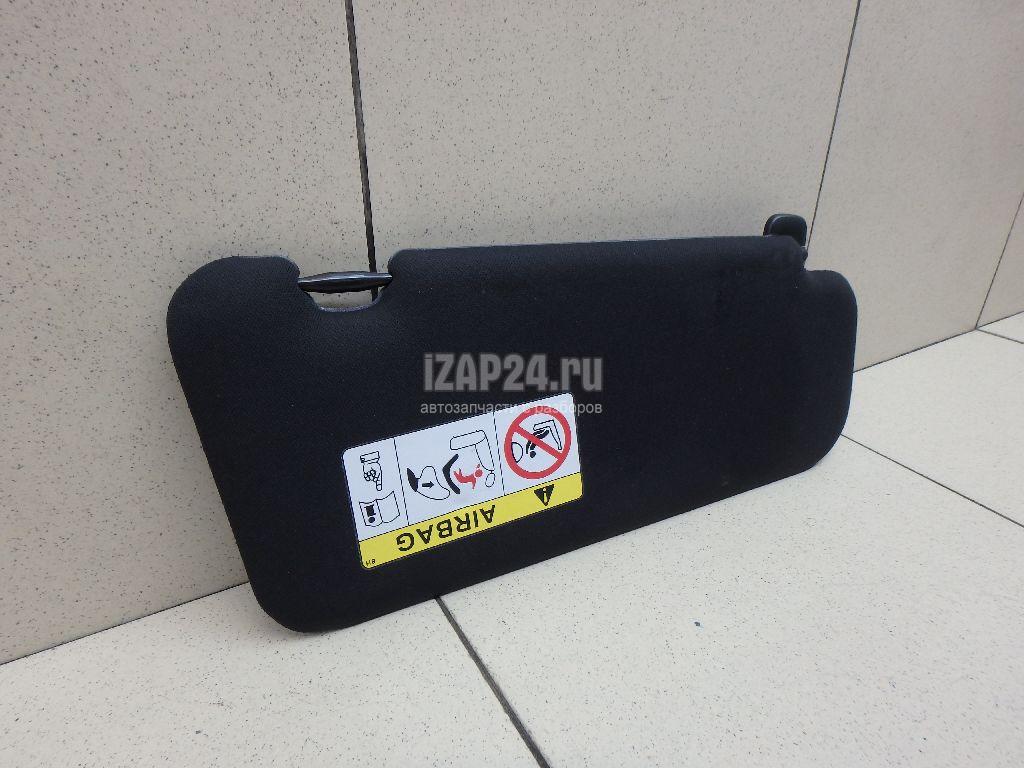 iZAP24.ru
автозапчасти с разборов
AIRBAG